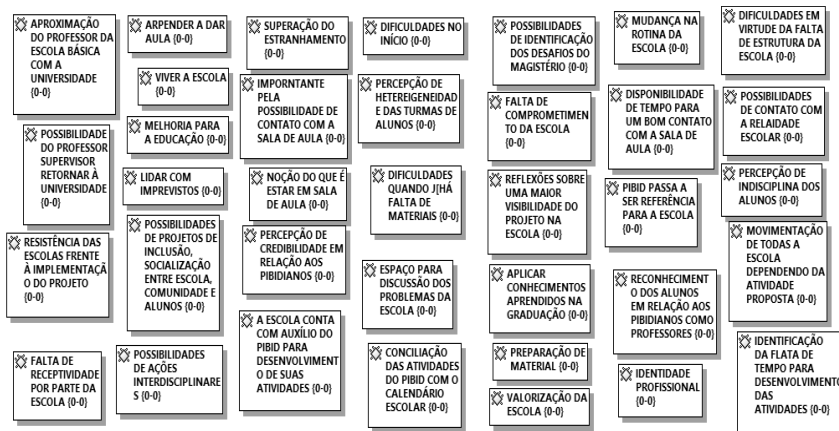 APROXIMAÇÃO
DO PROFESSOR DA
ESCOLA BÁSICA
COM A
UNIVERSIDADE
{0-0}
POSSIBILIDADE
DO PROFESSOR
SUPERVISOR
RETORNAR À
UNIVERSIDADE
{0-0}
RESISTÊNCIA DAS
ESCOLAS FRENTE
À IMPLEMENTAÇÃ
O DO PROJETO {0-0}
FALTA DE
RECEPTIVIDADE
POR PARTE DA
ESCOLA {0-0}
ARPENDER A DAR
AULA {0-0}
VIVER A ESCOLA
{0-0}
MELHORIA PARA
A EDUCAÇÃO {0-0}
LIDAR COM
IMPREVISTOS {0-0}
POSSIBILIDADES
DE PROJETOS DE
INCLUSÃO,
SOCIALIZAÇÃO
ENTRE ESCOLA,
COMUNIDADE E
ALUNOS {0-0}
POSSIBILIDADES
DE AÇÕES
INTERDISCIPLINARE
S {0-0}
SUPERAÇÃO DO
ESTRANHAMENTO
{0-0}
IMPORNTANTE
PELA
POSSIBILIDADE DE
CONTATO COM A
SALA DE AULA {0-0}
NOÇÃO DO QUE É
ESTAR EM SALA
DE AULA {0-0}
PERCEPÇÃO DE
CREDIBILIDADE EM
RELAÇÃO AOS
PIBIDIANOS {0-0}
A ESCOLA CONTA
COM AUXÍLIO DO
PIBID PARA
DESENVOLVIMENT
O DE SUAS
ATIVIDADES {0-0}
DIFICULDADES NO
INÍCIO {0-0}
PERCEPÇÃO DE
HETEREIGENEIDAD
E DAS TURMAS DE
ALUNOS {0-0}
DIFICULDADES
QUANDO J[HÁ
FALTA DE
MATERIAIS {0-0}
ESPAÇO PARA
DISCUSSÃO DOS
PROBLEMAS DA
ESCOLA {0-0}
CONCILIAÇÃO
DAS ATIVIDADES
DO PIBID COM O
CALENDÁRIO
ESCOLAR {0-0}
POSSIBILIDADES
DE IDENTIFICAÇÃO
DOS DESAFIOS DO
MAGISTÉRIO {0-0}
FALTA DE
COMPROMETIMEN
TO DA ESCOLA
{0-0}
REFLEXÕES SOBRE
UMA MAIOR
VISIBILIDADE DO
PROJETO NA
ESCOLA {0-0}
APLICAR
CONHECIMENTOS
APRENDIDOS NA
GRADUAÇÃO {0-0}
PREPARAÇÃO DE
MATERIAL {0-0}
VALORIZAÇÃO DA
ESCOLA {0-0}
MUDANÇA NA
ROTINA DA
ESCOLA {0-0}
DISPONIBILIDADE
DE TEMPO PARA
UM BOM CONTATO
COM A SALA DE
AULA {0-0}
PIBID PASSA A
SER REFERÊNCIA
PARA A ESCOLA
{0-0}
RECONHECIMENT
O DOS ALUNOS
EM RELAÇÃO AOS
PIBIDIANOS COMO
PROFESSORES {0-0}
IDENTIDADE
PROFISSIONAL
{0-0}
DIFICULDADES EM
VIRTUDE DA FALTA
DE ESTRUTURA DA
ESCOLA {0-0}
POSSIBILIDADES
DE CONTATO COM
A RELAIDADE
ESCOLAR {0-0}
PERCEPÇÃO DE
INDISCIPLINA DOS
ALUNOS {0-0}
MOVIMENTAÇÃO
DE TODAS A
ESCOLA
DEPENDENDO DA
ATIVIDADE
PROPOSTA {0-0}
IDENTIFICAÇÃO
DA FLATA DE
TEMPO PARA
DESENVOLVIMENTO
DAS
ATIVIDADES {0-0}